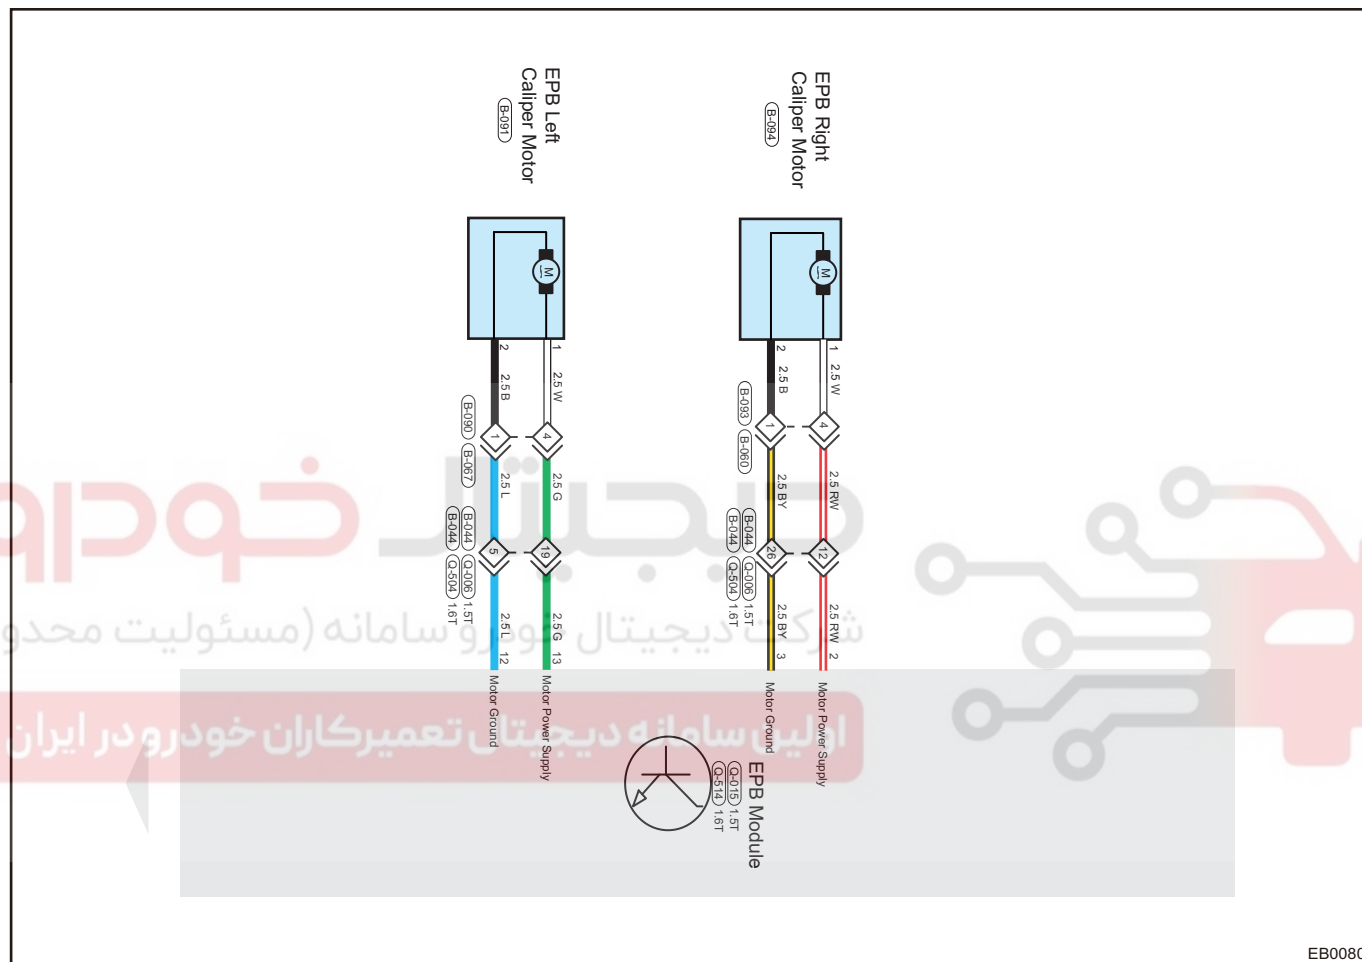 EPB Left
Caliper Motor
B-091
EPB Right
Caliper Motor
B-094
M
M
2
1
2
1
2.5 B
2.5 W
2.5 B
2.5 W
B-090
B-067
1
4
B-093
B-060
1
4
2.5 L
2.5 G
2.5 BY
2.5 RW
B-044 Q-006 1.5T
B-044 Q-504 1.6T
5
19
B-044 Q-006 1.5T
B-044 Q-504 1.6T
26
12
2.5 L
2.5 G
2.5 BY
2.5 RW
12
13
3
2
Motor Ground
Motor Power Supply
Motor Ground
Motor Power Supply
EPB Module
Q-015 1.5T
Q-514 1.6T
دیجیتال خودرو
شرکت دیجیتال خودرو سامانه (مسئولیت محدو
اولین سامانه دیجیتال تعمیرکاران خودرو در ایران
EB0080